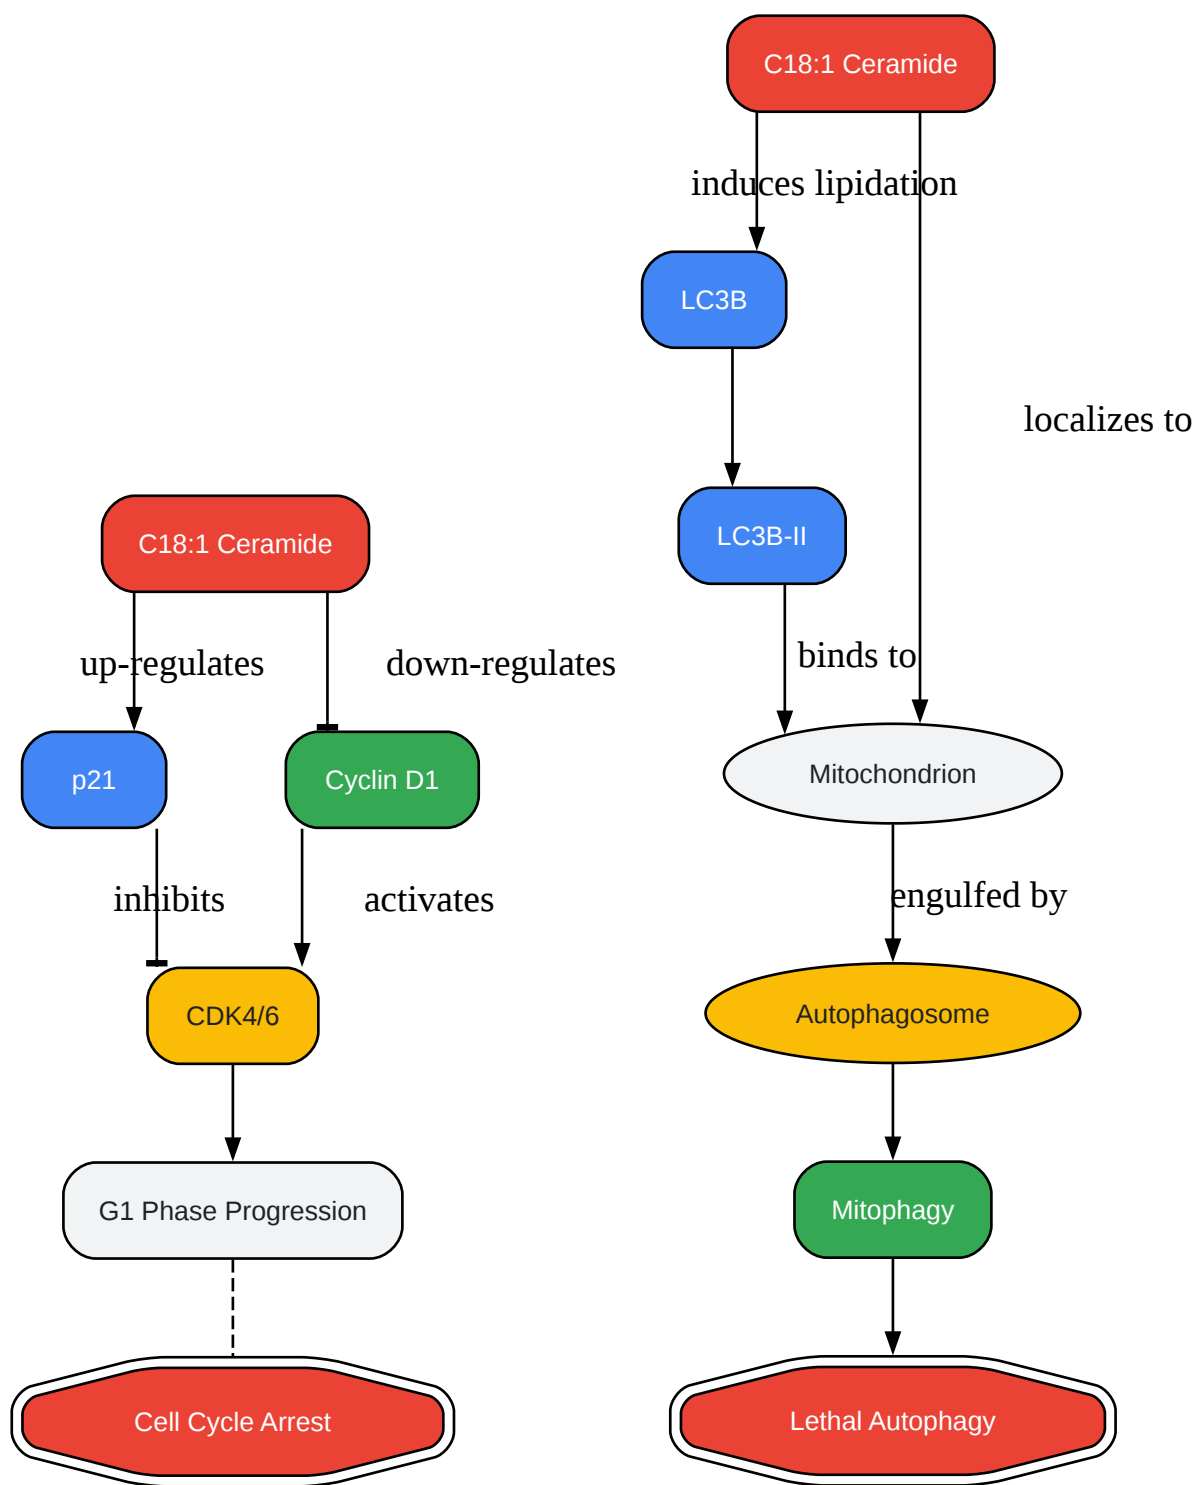 C18:1 Ceramide
induces lipidation
LC3B
localizes to
LC3B-II
binds to
Mitochondrion
engulfed by
Autophagosome
Mitophagy
Lethal Autophagy
C18:1 Ceramide
up-regulates
down-regulates
p21
Cyclin D1
inhibits
activates
CDK4/6
G1 Phase Progression
Cell Cycle Arrest